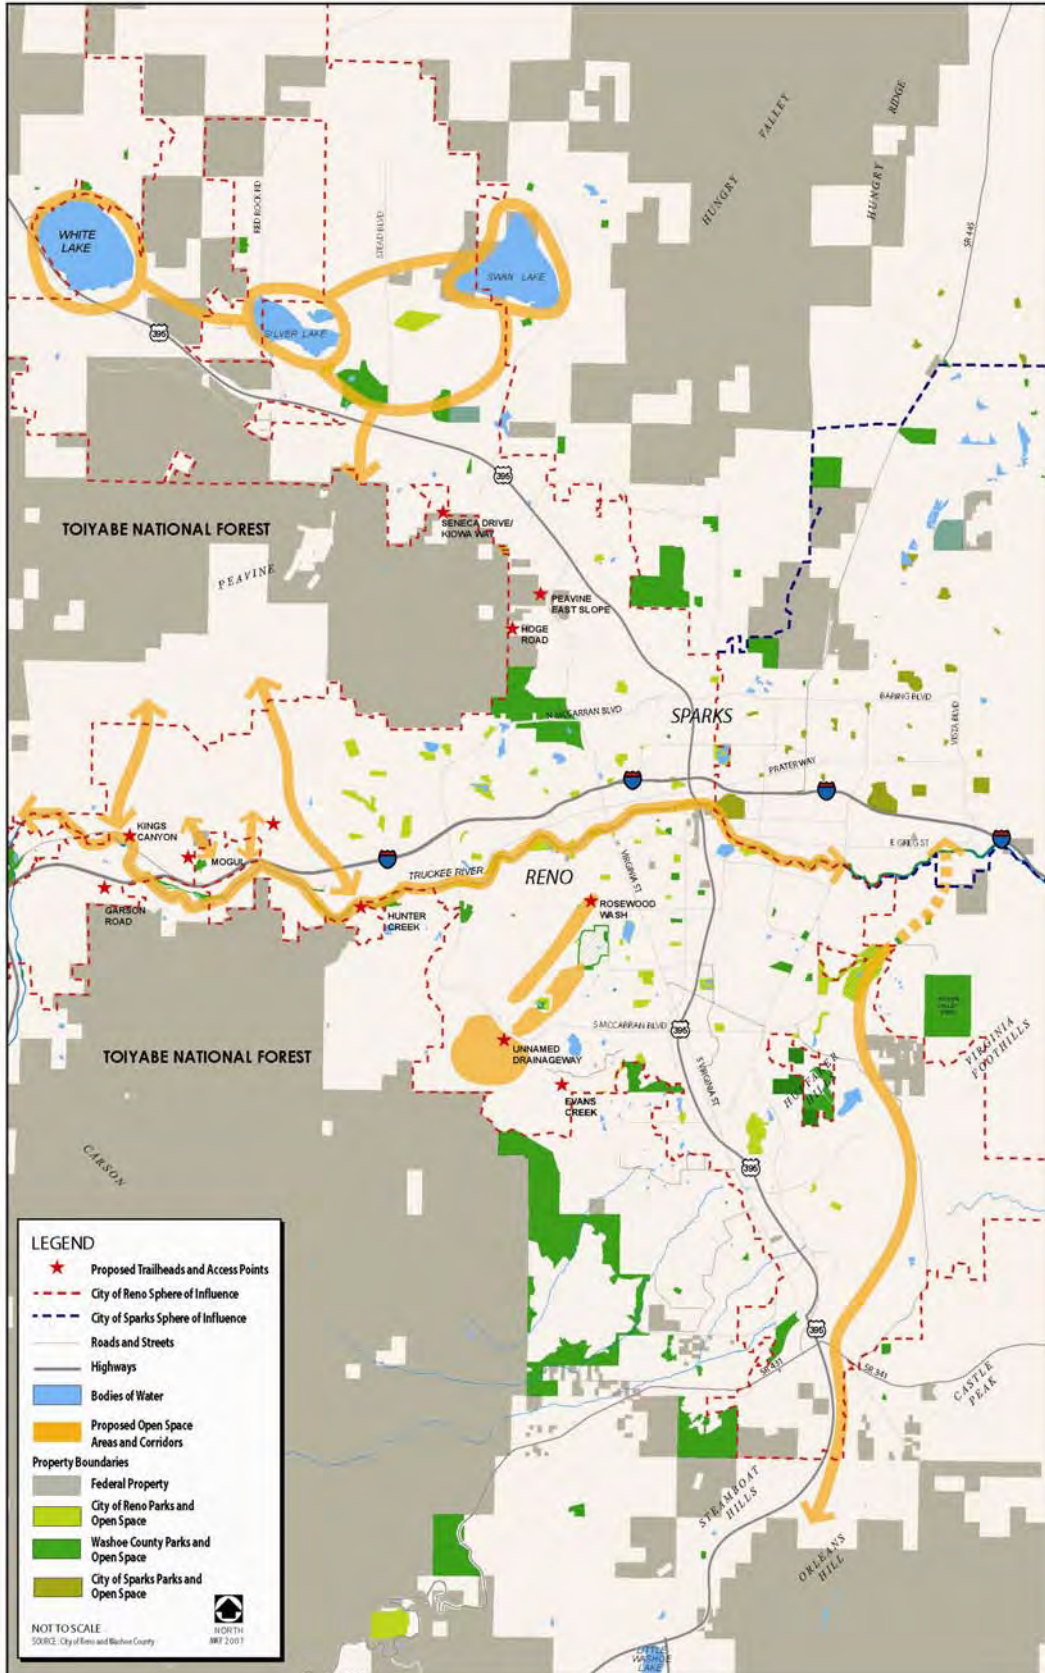 HUNGRY VALLEY
HUNGRY RIDGE
SR 445
RED ROCK RD
STEAD BLVD
WHITE
LAKE
SWAN LAKE
SILVER LAKE
395
395
TOIYABE NATIONAL FOREST
SENECA DRIVE/
KIOWA WAY
PEAVINE
PEAVINE
EAST SLOPE
HOGE
ROAD
N MCCARRAN BLVD
SPARKS
BARING BLVD
VISTA BLVD
PRATER WAY
KINGS
CANYON
MOGUL
E GREG ST
TRUCKEE RIVER
RENO
VIRGINIA ST
GARSON
ROAD
HUNTER
CREEK
ROSEWOOD
WASH
S MCCARRAN BLVD
395
TOIYABE NATIONAL FOREST
UNNAMED
DRAINAGEWAY
VIRGINIA
FOOTHILLS
EVANS
CREEK
S VIRGINIA ST
HUFFAKER
HILLS
CARSON
395
395
SR 431
SR 341
CASTLE
PEAK
STEAMBOAT
HILLS
ORLEANS
HILL
LITTLE
WASHOE
LAKE
LEGEND
Proposed Trailheads and Access Points
City of Reno Sphere of Influence
City of Sparks Sphere of Influence
Roads and Streets
Highways
Bodies of Water
Proposed Open Space
Areas and Corridors
Property Boundaries
Federal Property
City of Reno Parks and
Open Space
Washoe County Parks and
Open Space
City of Sparks Parks and
Open Space
NOT TO SCALE
SOURCE: City of Reno and Washoe County
NORTH
MAY 2007